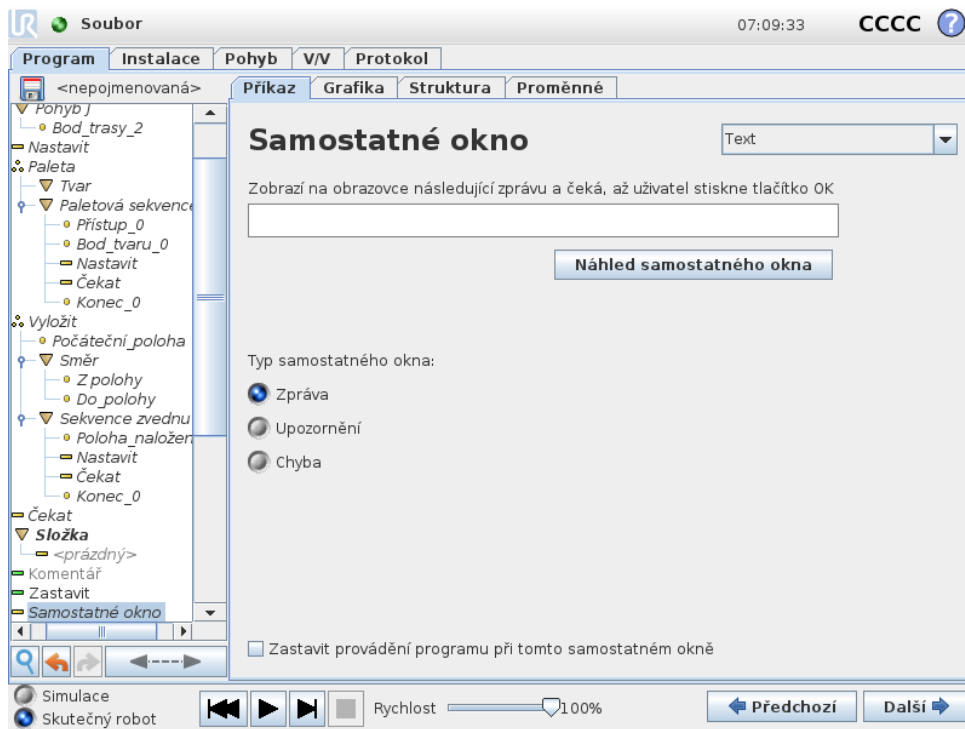 UR Soubor 07:09:33 CCCC ?
Program Instalace Pohyb V/V Protokol
<nepojmenovaná> Příkaz Grafika Struktura Proměnné
Pohyb J
Bod_trasy_2
Nastavit
Paleta
Tvar
Paletová sekvence
Přístup_0
Bod_tvaru_0
Nastavit
Čekat
Konec_0
Vyložit
Počáteční_poloha
Směr
Z polohy
Do_polohy
Sekvence zvednu
Poloha_naložen
Nastavit
Čekat
Konec_0
Čekat
Složka
<prázdný>
Komentář
Zastavit
Samostatné okno
Samostatné okno
Text
Zobrazí na obrazovce následující zprávu a čeká, až uživatel stiskne tlačítko OK
Náhled samostatného okna
Typ samostatného okna:
Zpráva
Upozornění
Chyba
Zastavit provádění programu při tomto samostatném okně
Simulace
Skutečný robot
Rychlost 100%
Předchozí Další